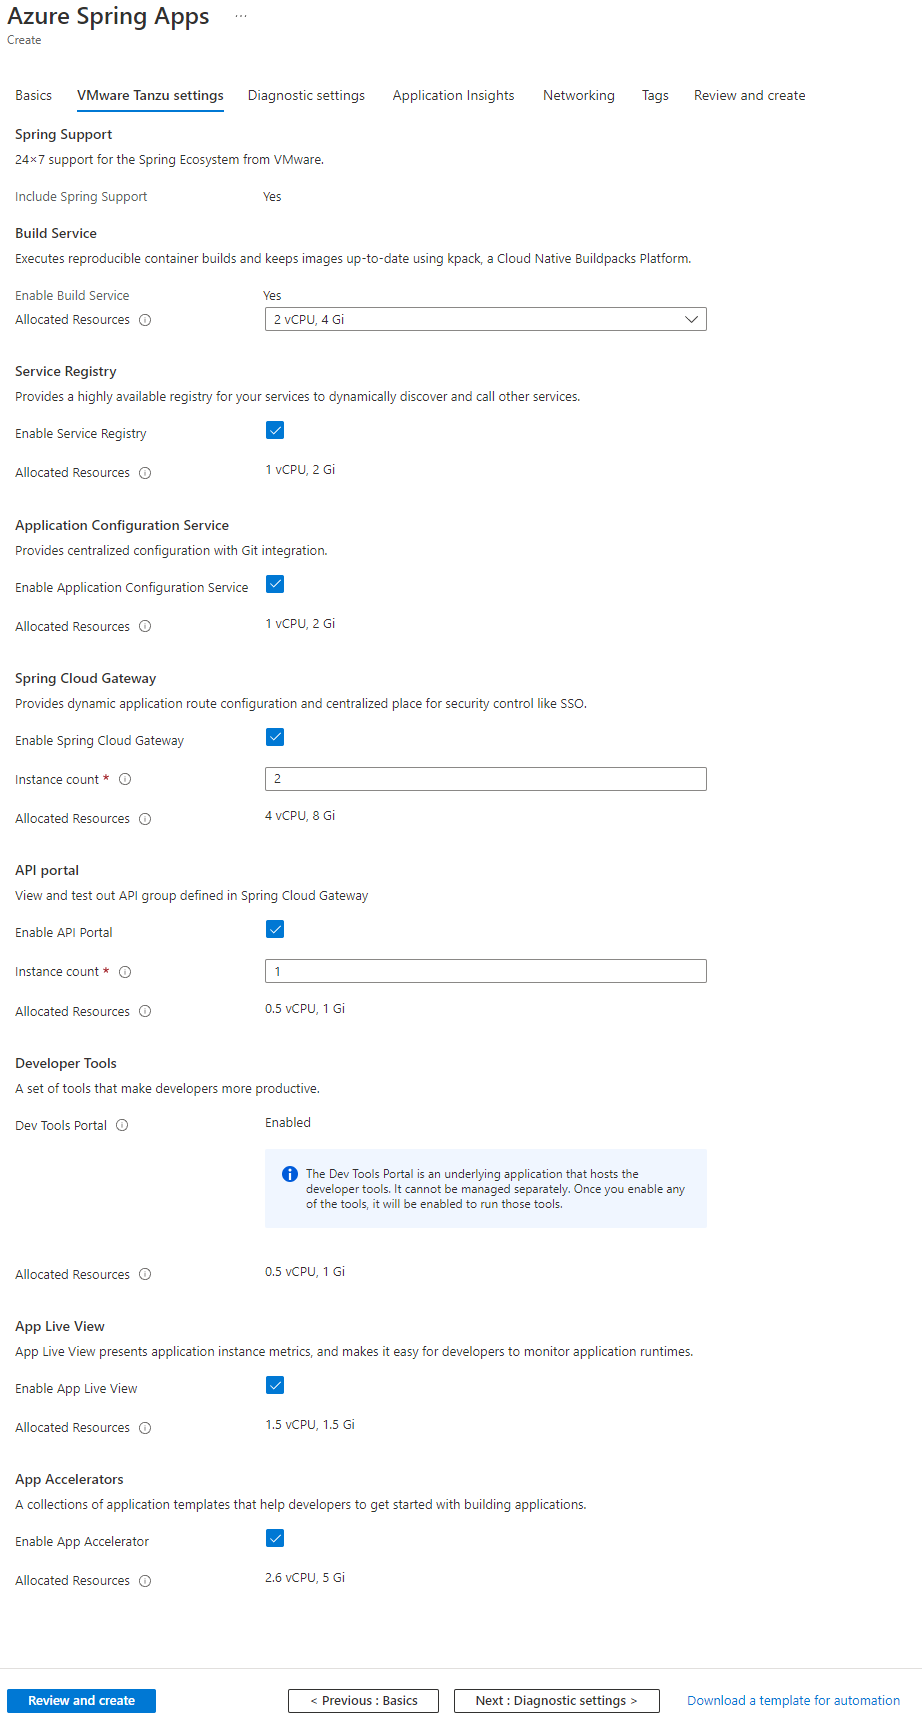 Azure Spring Apps ...
Create
Basics VMware Tanzu settings Diagnostic settings Application Insights Networking Tags Review and create
Spring Support
24×7 support for the Spring Ecosystem from VMware.
Include Spring Support Yes
Build Service
Executes reproducible container builds and keeps images up-to-date using kpack, a Cloud Native Buildpacks Platform.
Enable Build Service Yes
Allocated Resources 2 vCPU, 4 Gi
Service Registry
Provides a highly available registry for your services to dynamically discover and call other services.
Enable Service Registry
Allocated Resources 1 vCPU, 2 Gi
Application Configuration Service
Provides centralized configuration with Git integration.
Enable Application Configuration Service
Allocated Resources 1 vCPU, 2 Gi
Spring Cloud Gateway
Provides dynamic application route configuration and centralized place for security control like SSO.
Enable Spring Cloud Gateway
Instance count * 2
Allocated Resources 4 vCPU, 8 Gi
API portal
View and test out API group defined in Spring Cloud Gateway
Enable API Portal
Instance count * 1
Allocated Resources 0.5 vCPU, 1 Gi
Developer Tools
A set of tools that make developers more productive.
Dev Tools Portal Enabled
The Dev Tools Portal is an underlying application that hosts the
developer tools. It cannot be managed separately. Once you enable any
of the tools, it will be enabled to run those tools.
Allocated Resources 0.5 vCPU, 1 Gi
App Live View
App Live View presents application instance metrics, and makes it easy for developers to monitor application runtimes.
Enable App Live View
Allocated Resources 1.5 vCPU, 1.5 Gi
App Accelerators
A collections of application templates that help developers to get started with building applications.
Enable App Accelerator
Allocated Resources 2.6 vCPU, 5 Gi
Review and create < Previous : Basics Next : Diagnostic settings > Download a template for automation